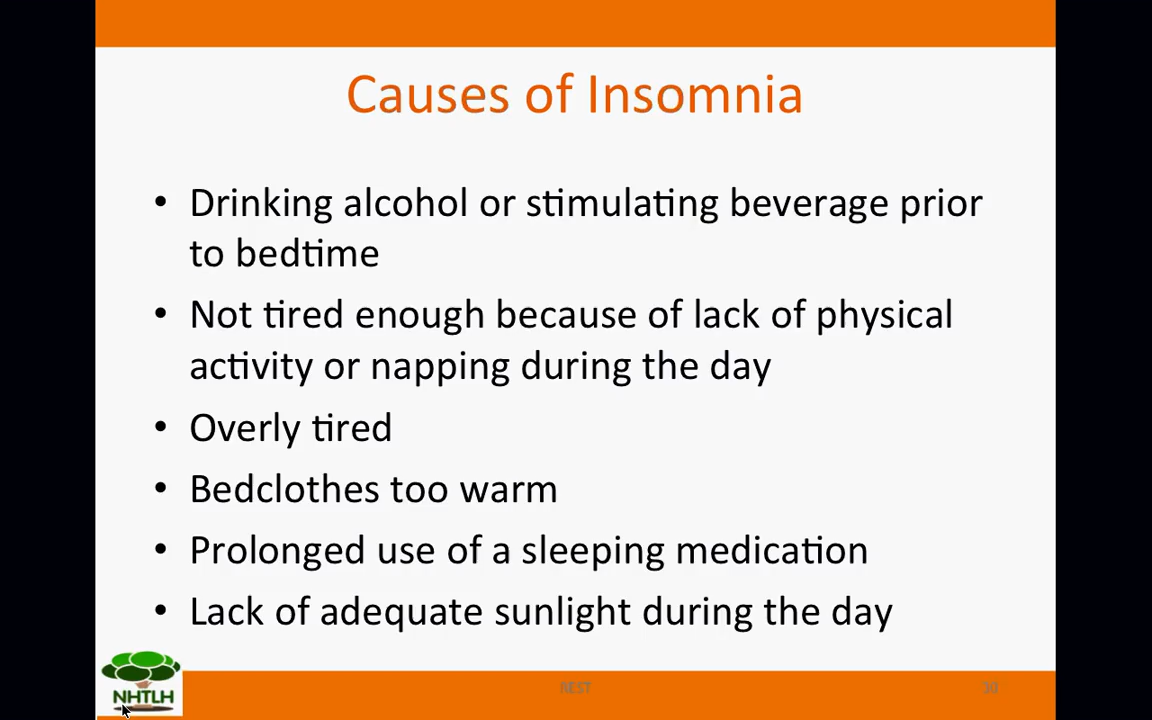 Causes of Insomnia
• Drinking alcohol or stimulating beverage prior
to bedtime
• Not tired enough because of lack of physical
activity or napping during the day
• Overly tired
• Bedclothes too warm
• Prolonged use of a sleeping medication
• Lack of adequate sunlight during the day
NHTLH
REST
30